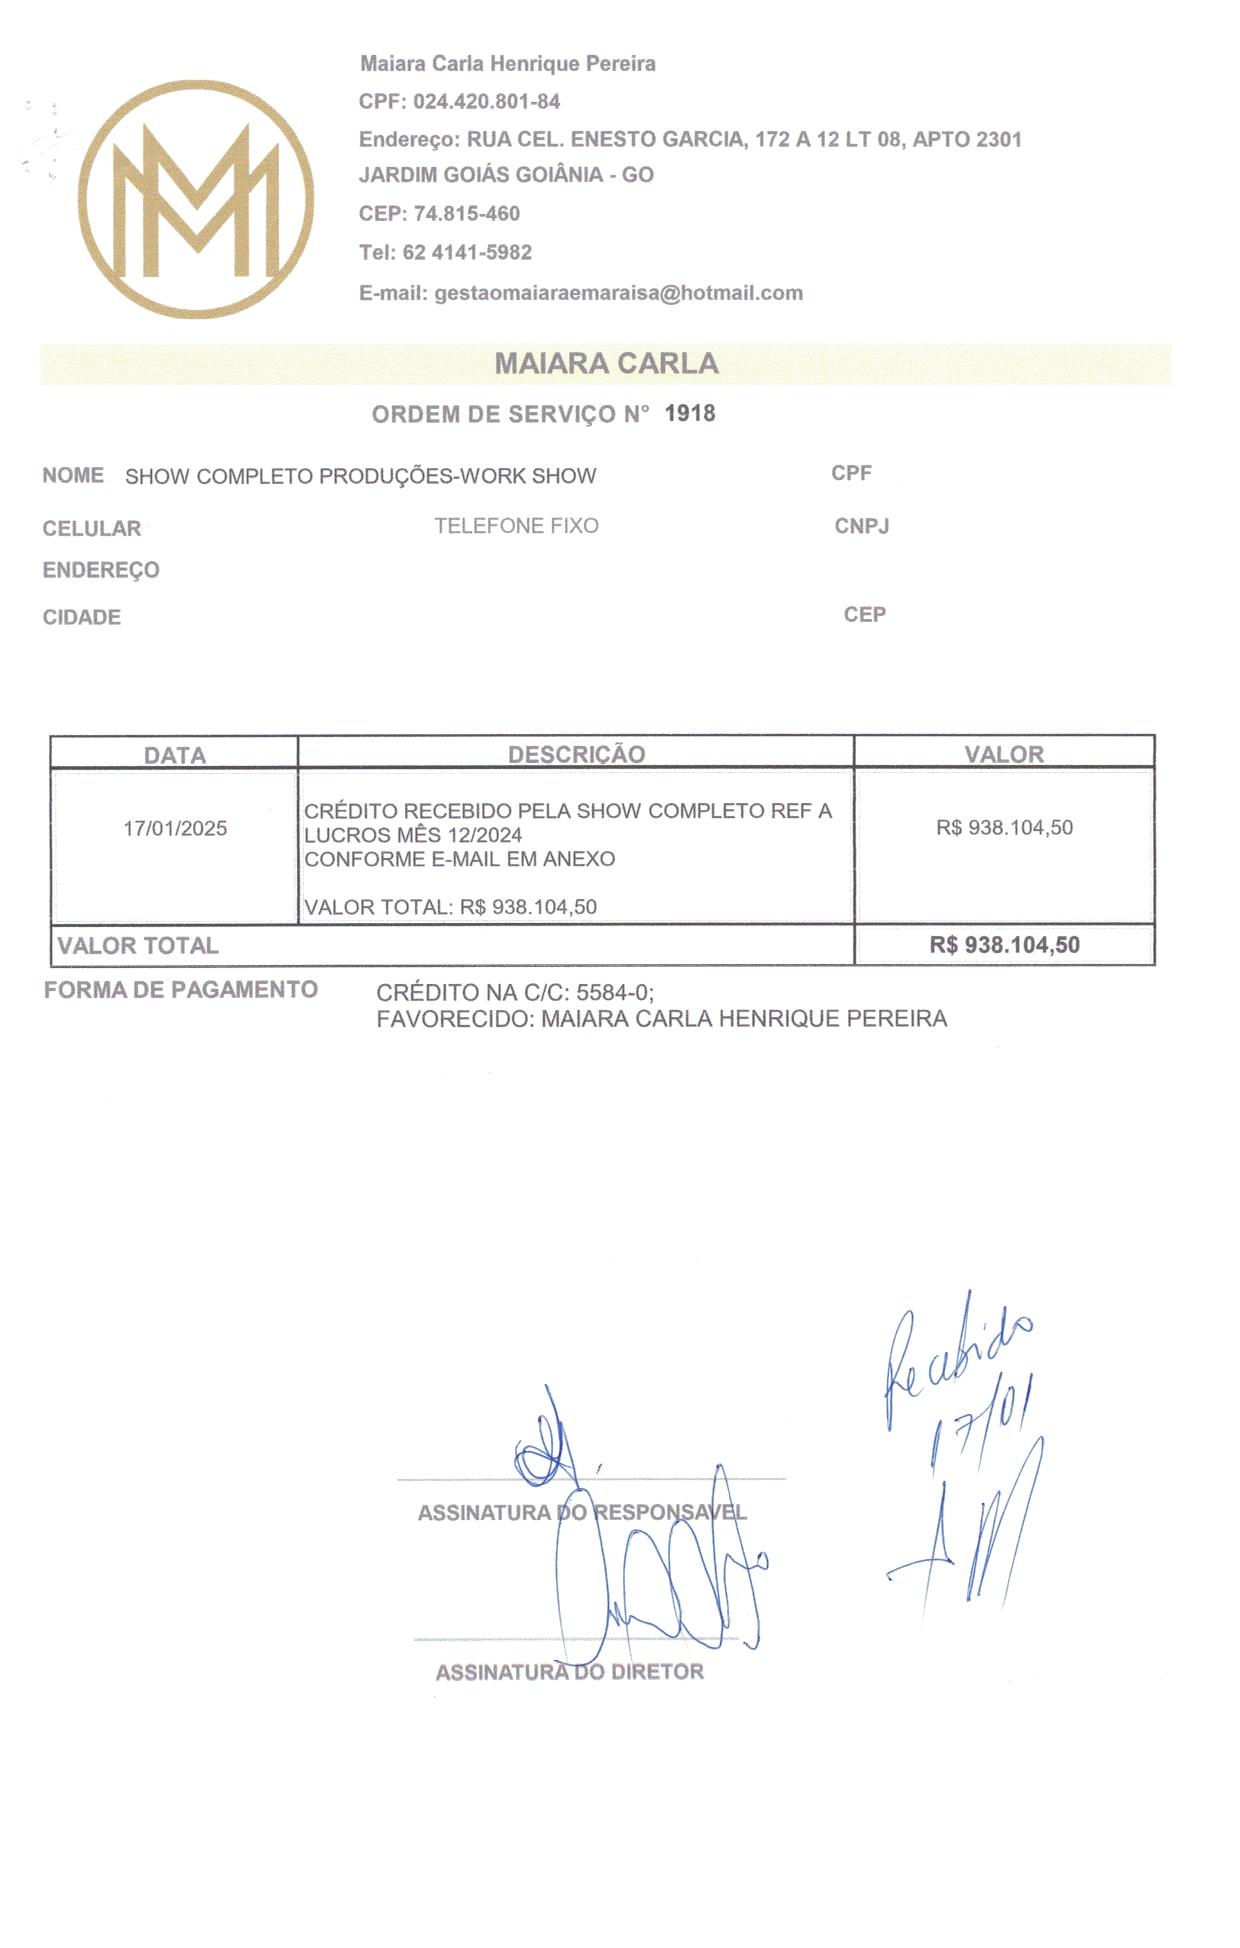 Maiara Carla Henrique Pereira
CPF: 024.420.801-84
Endereço: RUA CEL. ENESTO GARCIA, 172 A 12 LT 08, APTO 2301
JARDIM GOIÁS GOIÂNIA - GO
CEP: 74.815-460
Tel: 62 4141-5982
E-mail: gestaomaiaraemaraisa@hotmail.com
MAIARA CARLA
ORDEM DE SERVIÇO N° 1918
NOME SHOW COMPLETO PRODUÇÕES-WORK SHOW CPF
CELULAR TELEFONE FIXO CNPJ
ENDEREÇO
CIDADE CEP
DATA DESCRIÇÃO VALOR
17/01/2025 CRÉDITO RECEBIDO PELA SHOW COMPLETO REF A R$ 938.104,50
LUCROS MÊS 12/2024
CONFORME E-MAIL EM ANEXO
VALOR TOTAL: R$ 938.104,50
VALOR TOTAL R$ 938.104,50
FORMA DE PAGAMENTO CRÉDITO NA C/C: 5584-0;
FAVORECIDO: MAIARA CARLA HENRIQUE PEREIRA
Recebido
17/01
ASSINATURA DO RESPONSAVEL
ASSINATURA DO DIRETOR